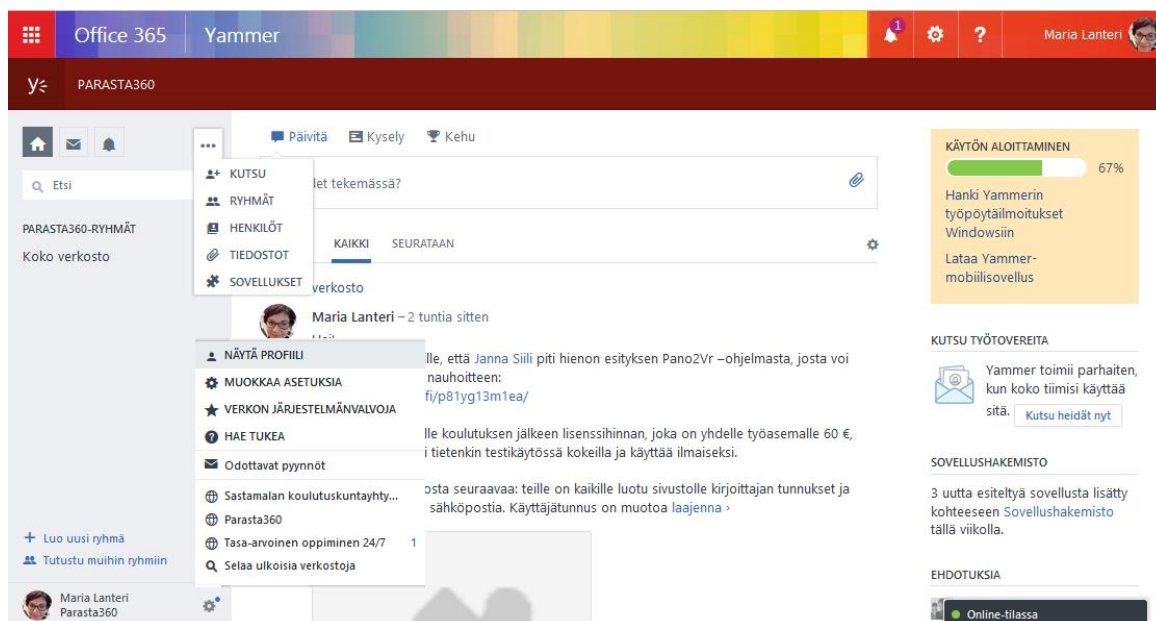 Office 365
Yammer
1
?
Maria Lanteri
PARASTA360
Päivitä
Kysely
Kehu
Etsi
KUTSU
RYHMÄT
HENKILÖT
TIEDOSTOT
SOVELLUKSET
let tekemässä?
PARASTA360-RYHMÄT
Koko verkosto
KAIKKI
SEURATAAN
verkosto
Maria Lanteri – 2 tuntia sitten
lle, että Janna Siili piti hienon esityksen Pano2Vr –ohjelmasta, josta voi
nauhoitteen:
fi/p81yg13m1ea/
lle koulutuksen jälkeen lisenssihinnan, joka on yhdelle työasemalle 60 €,
i tietenkin testikäytössä kokeilla ja käyttää ilmaiseksi.
osta seuraavaa: teille on kaikille luotu sivustolle kirjoittajan tunnukset ja
sähköpostia. Käyttäjätunnus on muotoa laajenna ›
NÄYTÄ PROFIILI
MUOKKAA ASETUKSIA
VERKON JÄRJESTELMÄNVALVOJA
HAE TUKEA
Odottavat pyynnöt
Sastamalan koulutuskuntayhty...
Parasta360
Tasa-arvoinen oppiminen 24/7 1
Selaa ulkoisia verkostoja
+ Luo uusi ryhmä
Tutustu muihin ryhmiin
Maria Lanteri
Parasta360
KÄYTÖN ALOITTAMINEN
67%
Hanki Yammerin
työpöytäilmoitukset
Windowsiin
Lataa Yammer-
mobiilisovellus
KUTSU TYÖTOVEREITA
Yammer toimii parhaiten,
kun koko tiimisi käyttää
sitä. Kutsu heidät nyt
SOVELLUSHAKEMISTO
3 uutta esiteltyä sovellusta lisätty
kohteeseen Sovellushakemisto
tällä viikolla.
EHDOTUKSIA
Online-tilassa